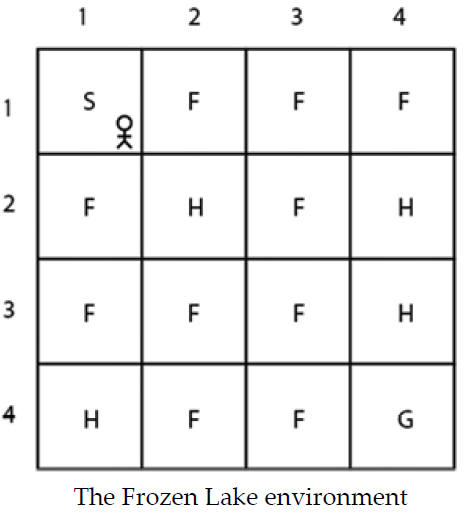 1 2 3 4
1 S F F F
2 F H F H
3 F F F H
4 H F F G
The Frozen Lake environment